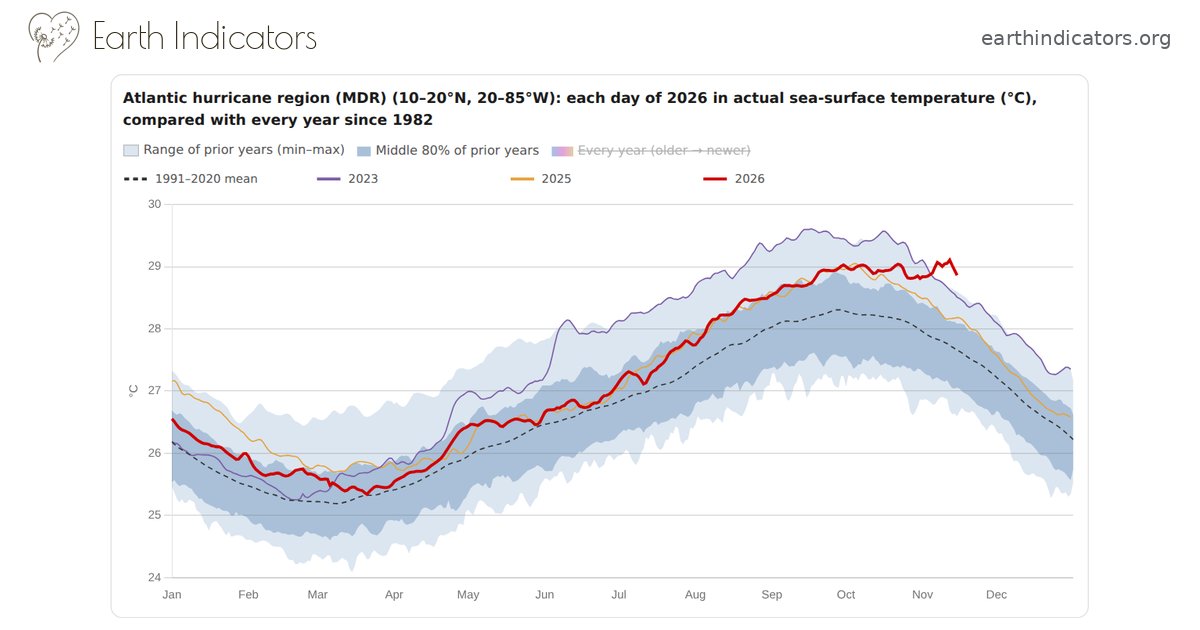 Earth Indicators
earthindicators.org
Atlantic hurricane region (MDR) (10–20°N, 20–85°W): each day of 2026 in actual sea-surface temperature (°C),
compared with every year since 1982
Range of prior years (min–max) Middle 80% of prior years Every year (older → newer)
1991–2020 mean 2023 2025 2026
30
29
28
27
26
25
24
°C
Jan Feb Mar Apr May Jun Jul Aug Sep Oct Nov Dec